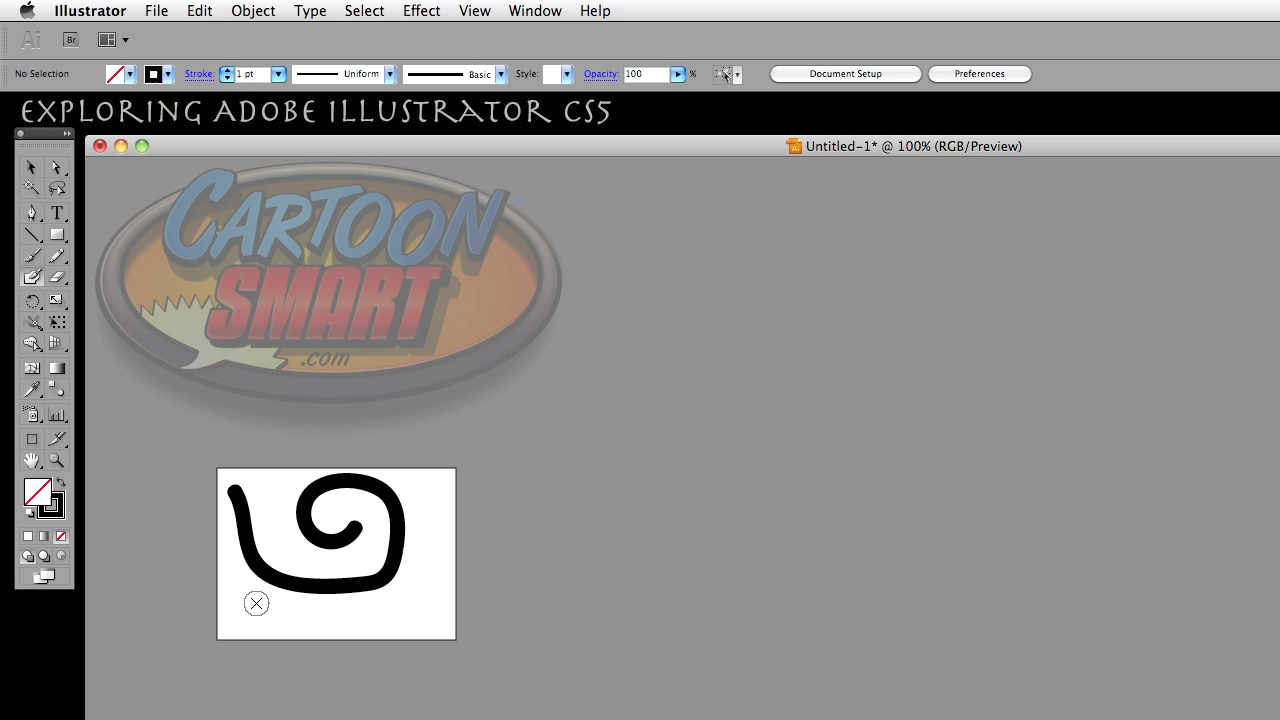 Illustrator File Edit Object Type Select Effect View Window Help
Ai Br
No Selection Stroke: 1 pt Uniform Basic Style: Opacity: 100 % Document Setup Preferences
EXPLORING ADOBE ILLUSTRATOR CS5
Untitled-1* @ 100% (RGB/Preview)
CARTOON
SMART
.com